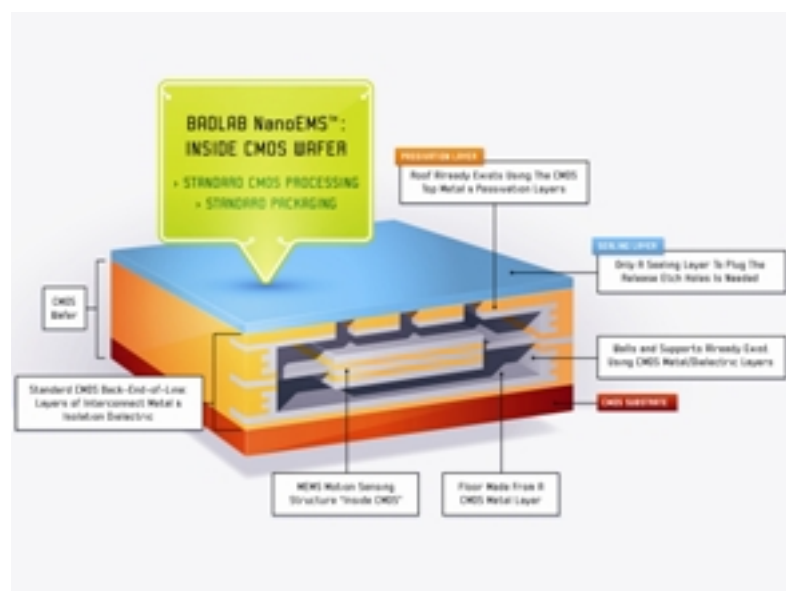 BAOLAB NanoEMS™:
INSIDE CMOS WAFER
> STANDARD CMOS PROCESSING
> STANDARD PACKAGING
PASSIVATION LAYER
Roof Already Exists Using The CMOS
Top Metal & Passivation Layers
SEALING LAYER
Only A Sealing Layer To Plug The
Release Etch Holes Is Needed
CMOS
Wafer
Walls and Supports Already Exist
Using CMOS Metal/Dielectric Layers
Standard CMOS Back-End-of-Line:
Layers of Interconnect Metal &
Isolation Dielectric
CMOS SUBSTRATE
MEMS Motion Sensing
Structure "Inside CMOS"
Floor Made From A
CMOS Metal Layer